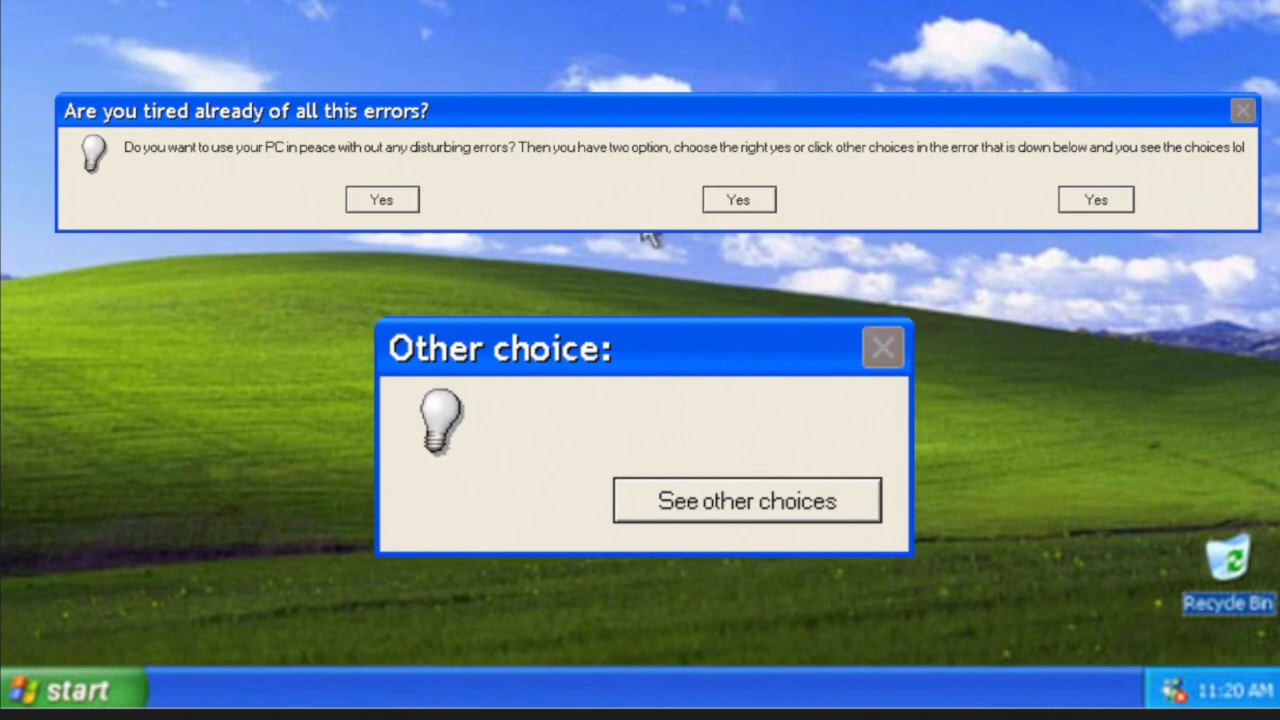 Are you tired already of all this errors?
Do you want to use your PC in peace with out any disturbing errors? Then you have two option, choose the right yes or click other choices in the error that is down below and you see the choices lol
Yes Yes Yes
Other choice:
See other choices
Recycle Bin
start 11:20 AM